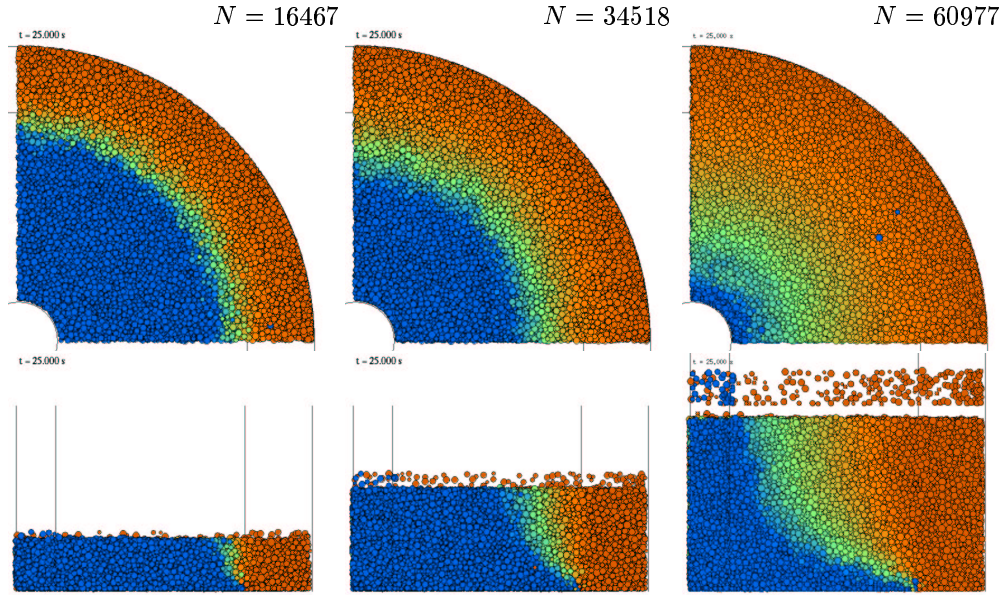 N = 16467
N = 34518
N = 60977
t = 25.000 s
t = 25.000 s
t = 25.000 s
t = 25.000 s
t = 25.000 s
t = 25.000 s